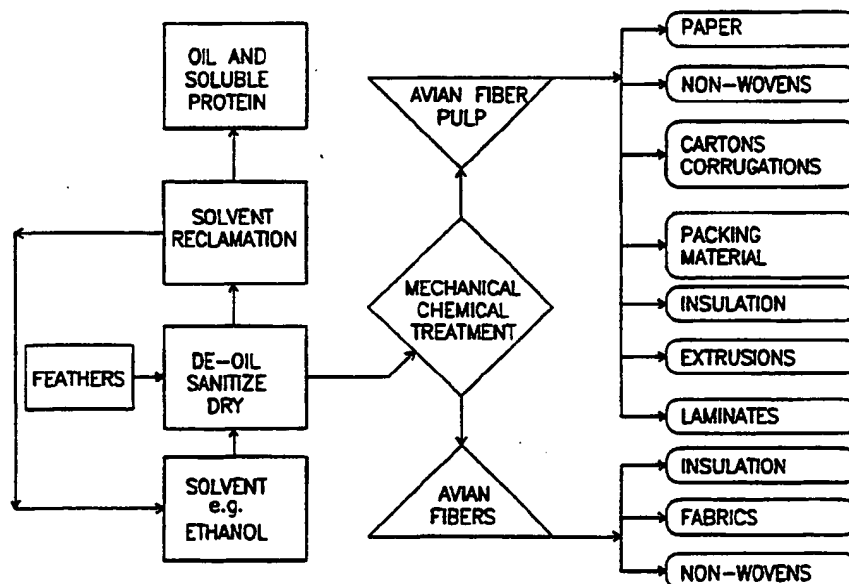 OIL AND
SOLUBLE
PROTEIN
SOLVENT
RECLAMATION
FEATHERS
DE-OIL
SANITIZE
DRY
SOLVENT
e.g.
ETHANOL
AVIAN FIBER
PULP
MECHANICAL
CHEMICAL
TREATMENT
AVIAN
FIBERS
PAPER
NON-WOVENS
CARTONS
CORRUGATIONS
PACKING
MATERIAL
INSULATION
EXTRUSIONS
LAMINATES
INSULATION
FABRICS
NON-WOVENS